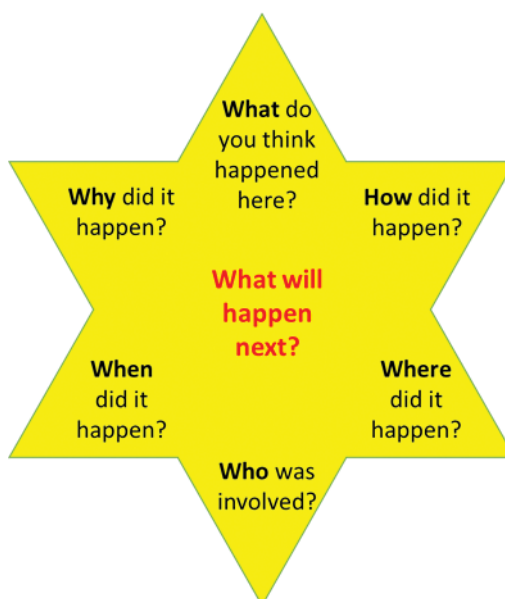 What do
you think
happened
here?
Why did it
happen?
How did it
happen?
What will
happen
next?
When
did it
happen?
Where
did it
happen?
Who was
involved?